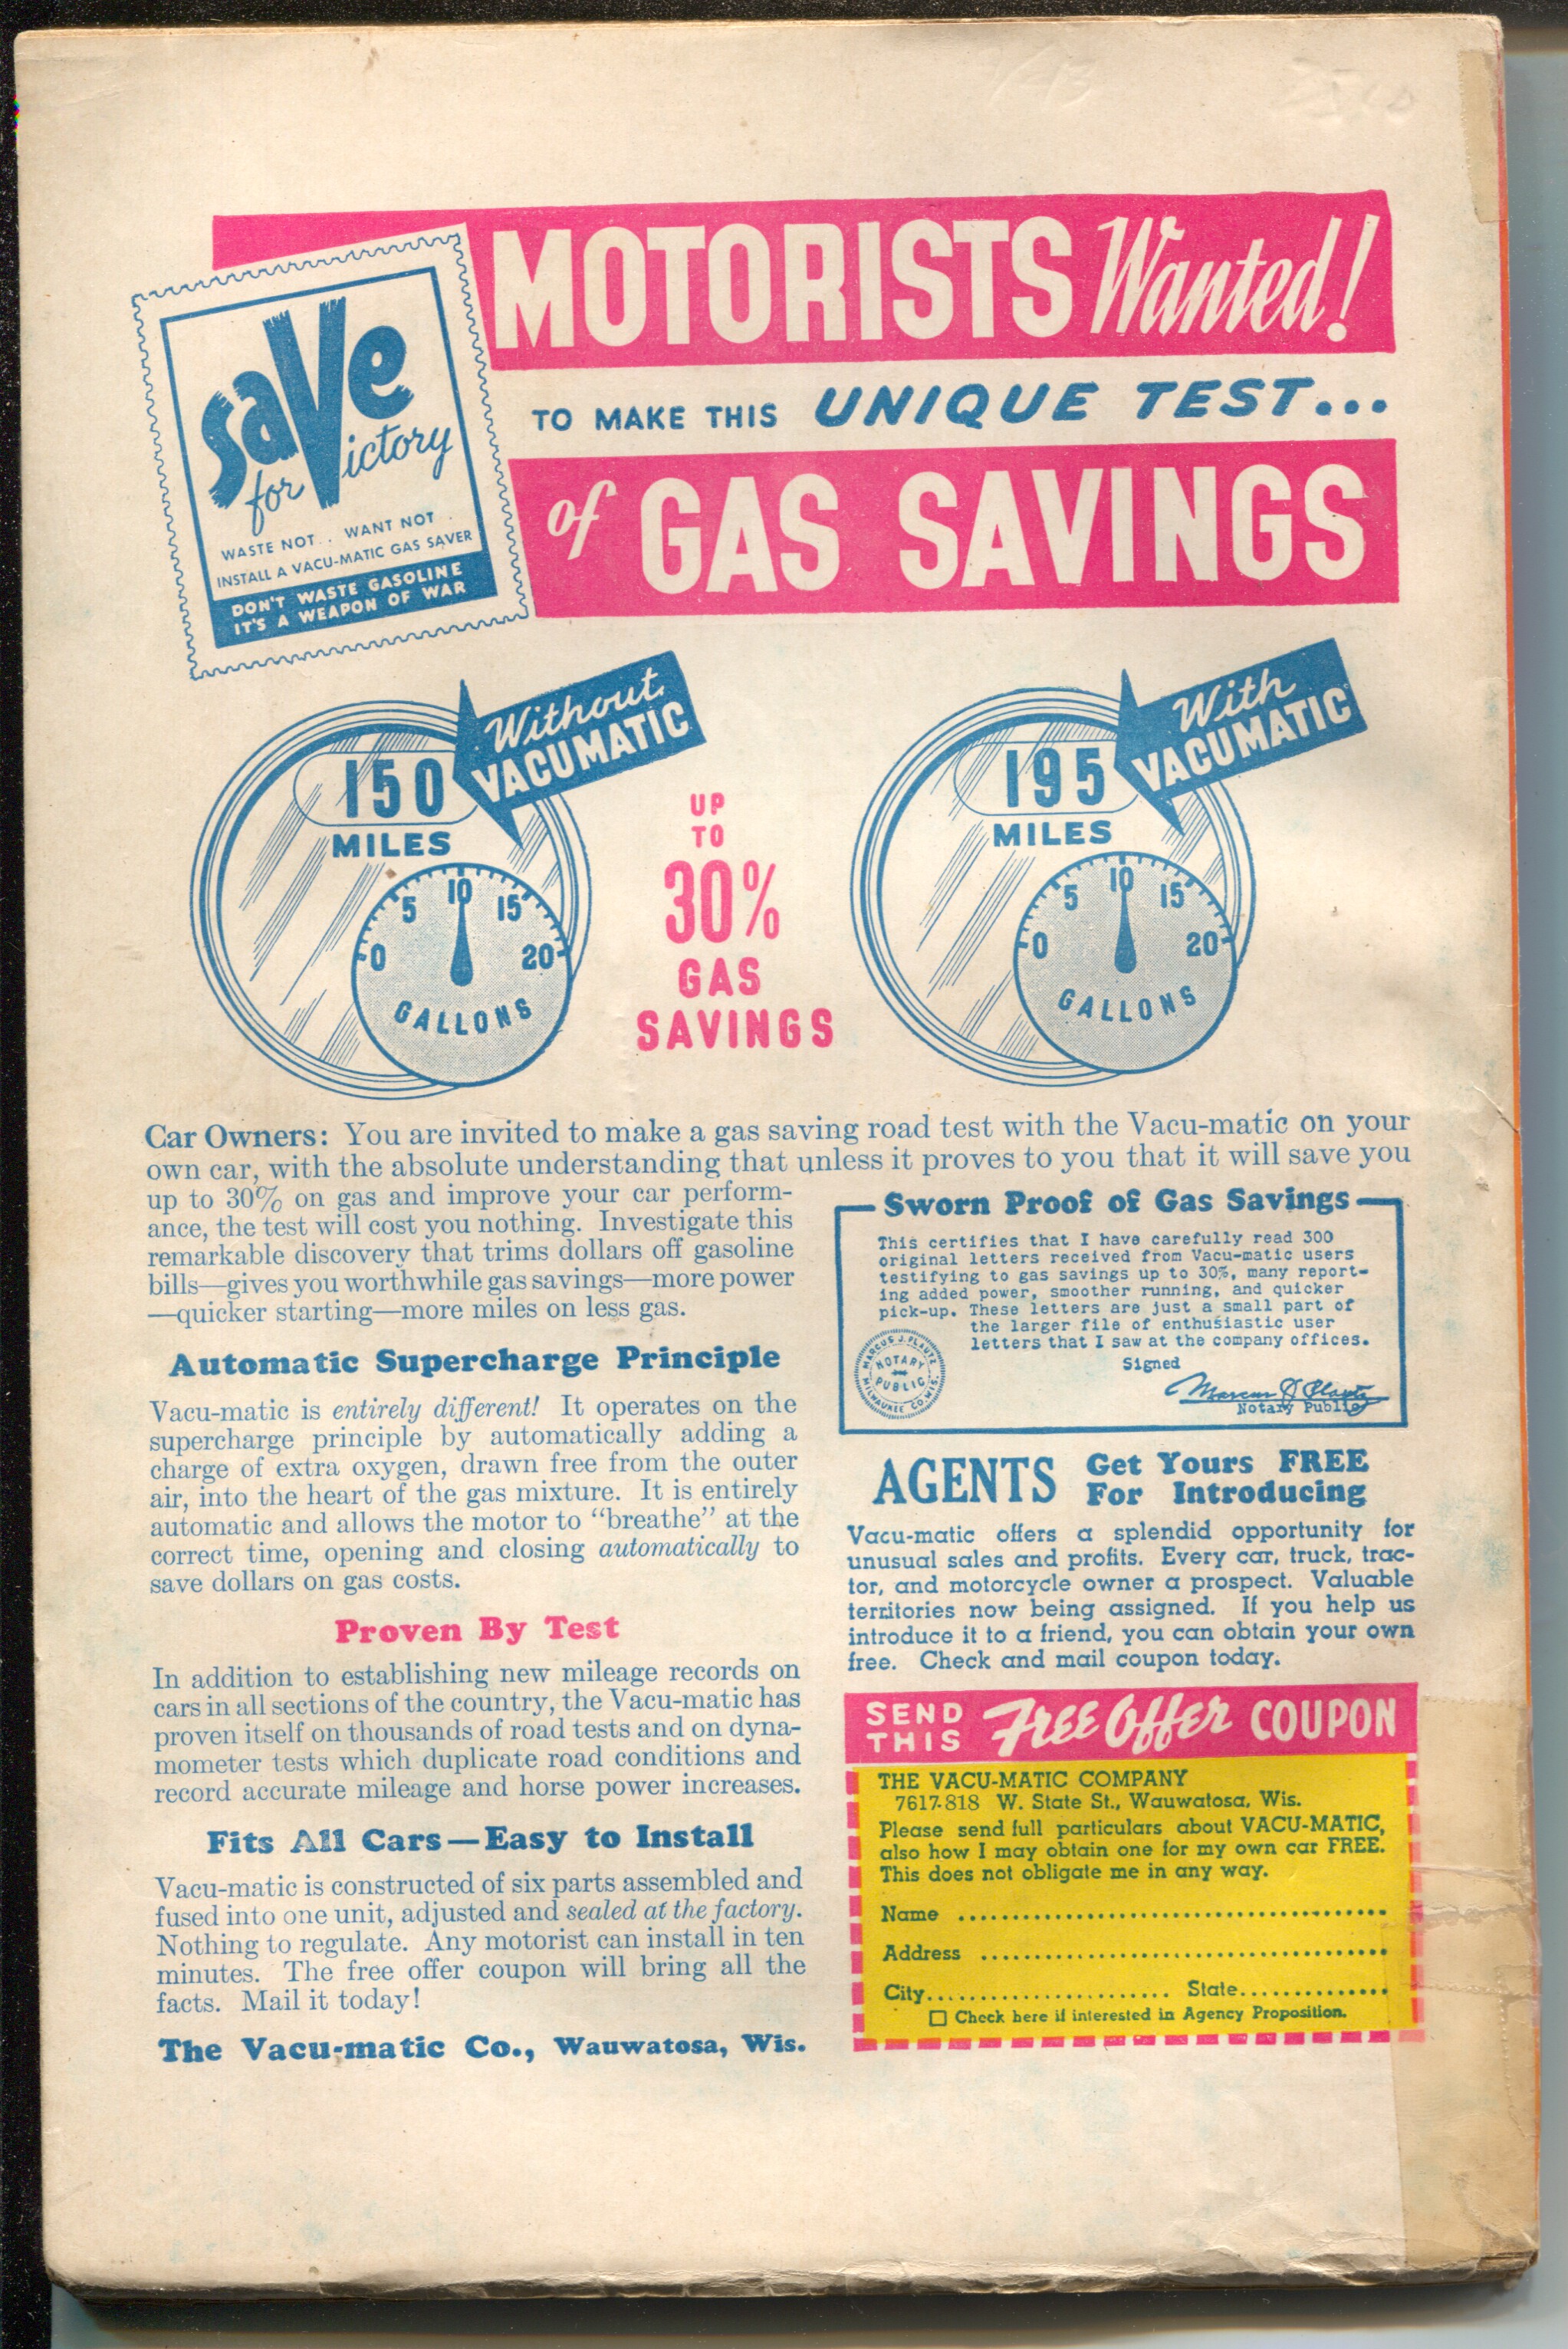 MOTORISTS Wanted!
TO MAKE THIS UNIQUE TEST...
of GAS SAVINGS
saVe
for Victory
WASTE NOT . . WANT NOT .
INSTALL A VACU-MATIC GAS SAVER
DON'T WASTE GASOLINE
IT'S A WEAPON OF WAR
Without
VACUMATIC
150
MILES
0 5 10 15 20
GALLONS
UP
TO
30%
GAS
SAVINGS
With
VACUMATIC
195
MILES
0 5 10 15 20
GALLONS
Car Owners: You are invited to make a gas saving road test with the Vacu-matic on your
own car, with the absolute understanding that unless it proves to you that it will save you
up to 30% on gas and improve your car perform-
ance, the test will cost you nothing. Investigate this
remarkable discovery that trims dollars off gasoline
bills—gives you worthwhile gas savings—more power
—quicker starting—more miles on less gas.
Automatic Supercharge Principle
Vacu-matic is entirely different! It operates on the
supercharge principle by automatically adding a
charge of extra oxygen, drawn free from the outer
air, into the heart of the gas mixture. It is entirely
automatic and allows the motor to "breathe" at the
correct time, opening and closing automatically to
save dollars on gas costs.
Proven By Test
In addition to establishing new mileage records on
cars in all sections of the country, the Vacu-matic has
proven itself on thousands of road tests and on dyna-
mometer tests which duplicate road conditions and
record accurate mileage and horse power increases.
Fits All Cars—Easy to Install
Vacu-matic is constructed of six parts assembled and
fused into one unit, adjusted and sealed at the factory.
Nothing to regulate. Any motorist can install in ten
minutes. The free offer coupon will bring all the
facts. Mail it today!
The Vacu-matic Co., Wauwatosa, Wis.
Sworn Proof of Gas Savings
This certifies that I have carefully read 300
original letters received from Vacu-matic users
testifying to gas savings up to 30%, many report-
ing added power, smoother running, and quicker
pick-up. These letters are just a small part of
the larger file of enthusiastic user
letters that I saw at the company offices.
MARCUS J. PLAUTZ
NOTARY
PUBLIC
MILWAUKEE CO. WIS.
Signed
Notary Public
AGENTS Get Yours FREE
For Introducing
Vacu-matic offers a splendid opportunity for
unusual sales and profits. Every car, truck, trac-
tor, and motorcycle owner a prospect. Valuable
territories now being assigned. If you help us
introduce it to a friend, you can obtain your own
free. Check and mail coupon today.
SEND THIS Free Offer COUPON
THE VACU-MATIC COMPANY
7617-818 W. State St., Wauwatosa, Wis.
Please send full particulars about VACU-MATIC,
also how I may obtain one for my own car FREE.
This does not obligate me in any way.
Name
Address
City State
Check here if interested in Agency Proposition.